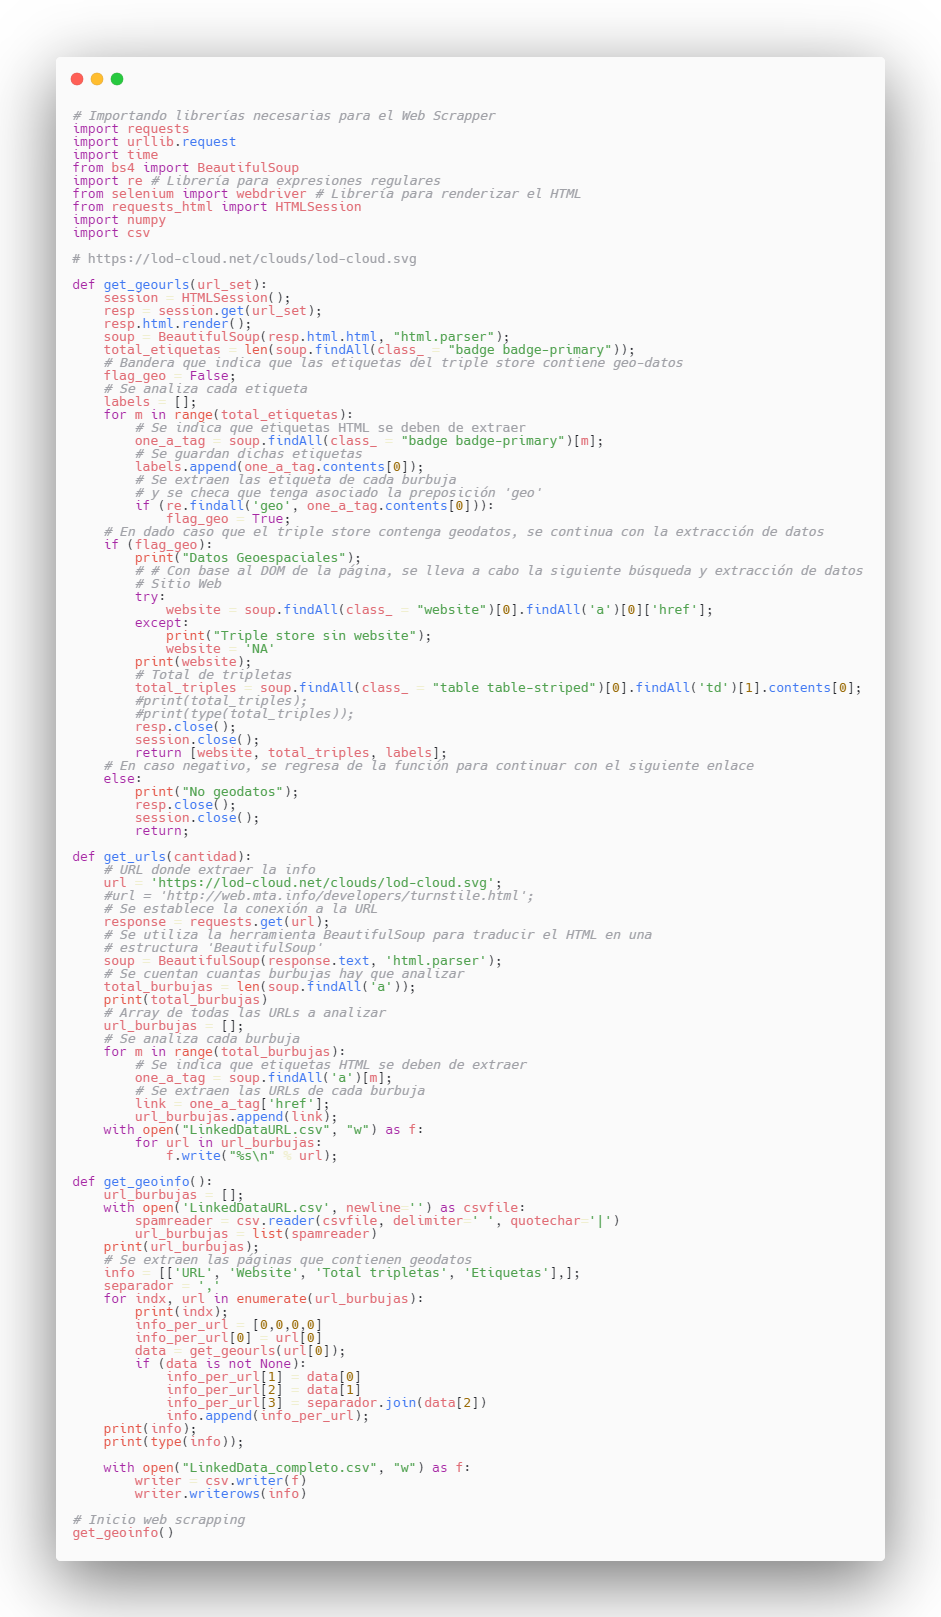 # Importando librerías necesarias para el Web Scrapper
import requests
import urllib.request
import time
from bs4 import BeautifulSoup
import re # Librería para expresiones regulares
from selenium import webdriver # Librería para renderizar el HTML
from requests_html import HTMLSession
import numpy
import csv

# https://lod-cloud.net/clouds/lod-cloud.svg

def get_geourls(url_set):
    session = HTMLSession();
    resp = session.get(url_set);
    resp.html.render();
    soup = BeautifulSoup(resp.html.html, "html.parser");
    total_etiquetas = len(soup.findAll(class_ = "badge badge-primary"));
    # Bandera que indica que las etiquetas del triple store contiene geo-datos
    flag_geo = False;
    # Se analiza cada etiqueta
    labels = [];
    for m in range(total_etiquetas):
        # Se indica que etiquetas HTML se deben de extraer
        one_a_tag = soup.findAll(class_ = "badge badge-primary")[m];
        # Se guardan dichas etiquetas
        labels.append(one_a_tag.contents[0]);
        # Se extraen las etiqueta de cada burbuja
        # y se checa que tenga asociado la preposición 'geo'
        if (re.findall('geo', one_a_tag.contents[0])):
            flag_geo = True;
    # En dado caso que el triple store contenga geodatos, se continua con la extracción de datos
    if (flag_geo):
        print("Datos Geoespaciales");
        # # Con base al DOM de la página, se lleva a cabo la siguiente búsqueda y extracción de datos
        # Sitio Web
        try:
            website = soup.findAll(class_ = "website")[0].findAll('a')[0]['href'];
        except:
            print("Triple store sin website");
            website = 'NA'
        print(website);
        # Total de tripletas
        total_triples = soup.findAll(class_ = "table table-striped")[0].findAll('td')[1].contents[0];
        #print(total_triples);
        #print(type(total_triples));
        resp.close();
        session.close();
        return [website, total_triples, labels];
    # En caso negativo, se regresa de la función para continuar con el siguiente enlace
    else:
        print("No geodatos");
        resp.close();
        session.close();
        return;

def get_urls(cantidad):
    # URL donde extraer la info
    url = 'https://lod-cloud.net/clouds/lod-cloud.svg';
    #url = 'http://web.mta.info/developers/turnstile.html';
    # Se establece la conexión a la URL
    response = requests.get(url);
    # Se utiliza la herramienta BeautifulSoup para traducir el HTML en una
    # estructura 'BeautifulSoup'
    soup = BeautifulSoup(response.text, 'html.parser');
    # Se cuentan cuantas burbujas hay que analizar
    total_burbujas = len(soup.findAll('a'));
    print(total_burbujas)
    # Array de todas las URLs a analizar
    url_burbujas = [];
    # Se analiza cada burbuja
    for m in range(total_burbujas):
        # Se indica que etiquetas HTML se deben de extraer
        one_a_tag = soup.findAll('a')[m];
        # Se extraen las URLs de cada burbuja
        link = one_a_tag['href'];
        url_burbujas.append(link);
    with open("LinkedDataURL.csv", "w") as f:
        for url in url_burbujas:
            f.write("%s\n" % url);

def get_geoinfo():
    url_burbujas = [];
    with open('LinkedDataURL.csv', newline='') as csvfile:
        spamreader = csv.reader(csvfile, delimiter=' ', quotechar='|')
        url_burbujas = list(spamreader)
    print(url_burbujas);
    # Se extraen las páginas que contienen geodatos
    info = [['URL', 'Website', 'Total tripletas', 'Etiquetas'],];
    separador = ','
    for indx, url in enumerate(url_burbujas):
        print(indx);
        info_per_url = [0,0,0,0]
        info_per_url[0] = url[0]
        data = get_geourls(url[0]);
        if (data is not None):
            info_per_url[1] = data[0]
            info_per_url[2] = data[1]
            info_per_url[3] = separador.join(data[2])
            info.append(info_per_url);
    print(info);
    print(type(info));

    with open("LinkedData_completo.csv", "w") as f:
        writer = csv.writer(f)
        writer.writerows(info)

# Inicio web scrapping
get_geoinfo()